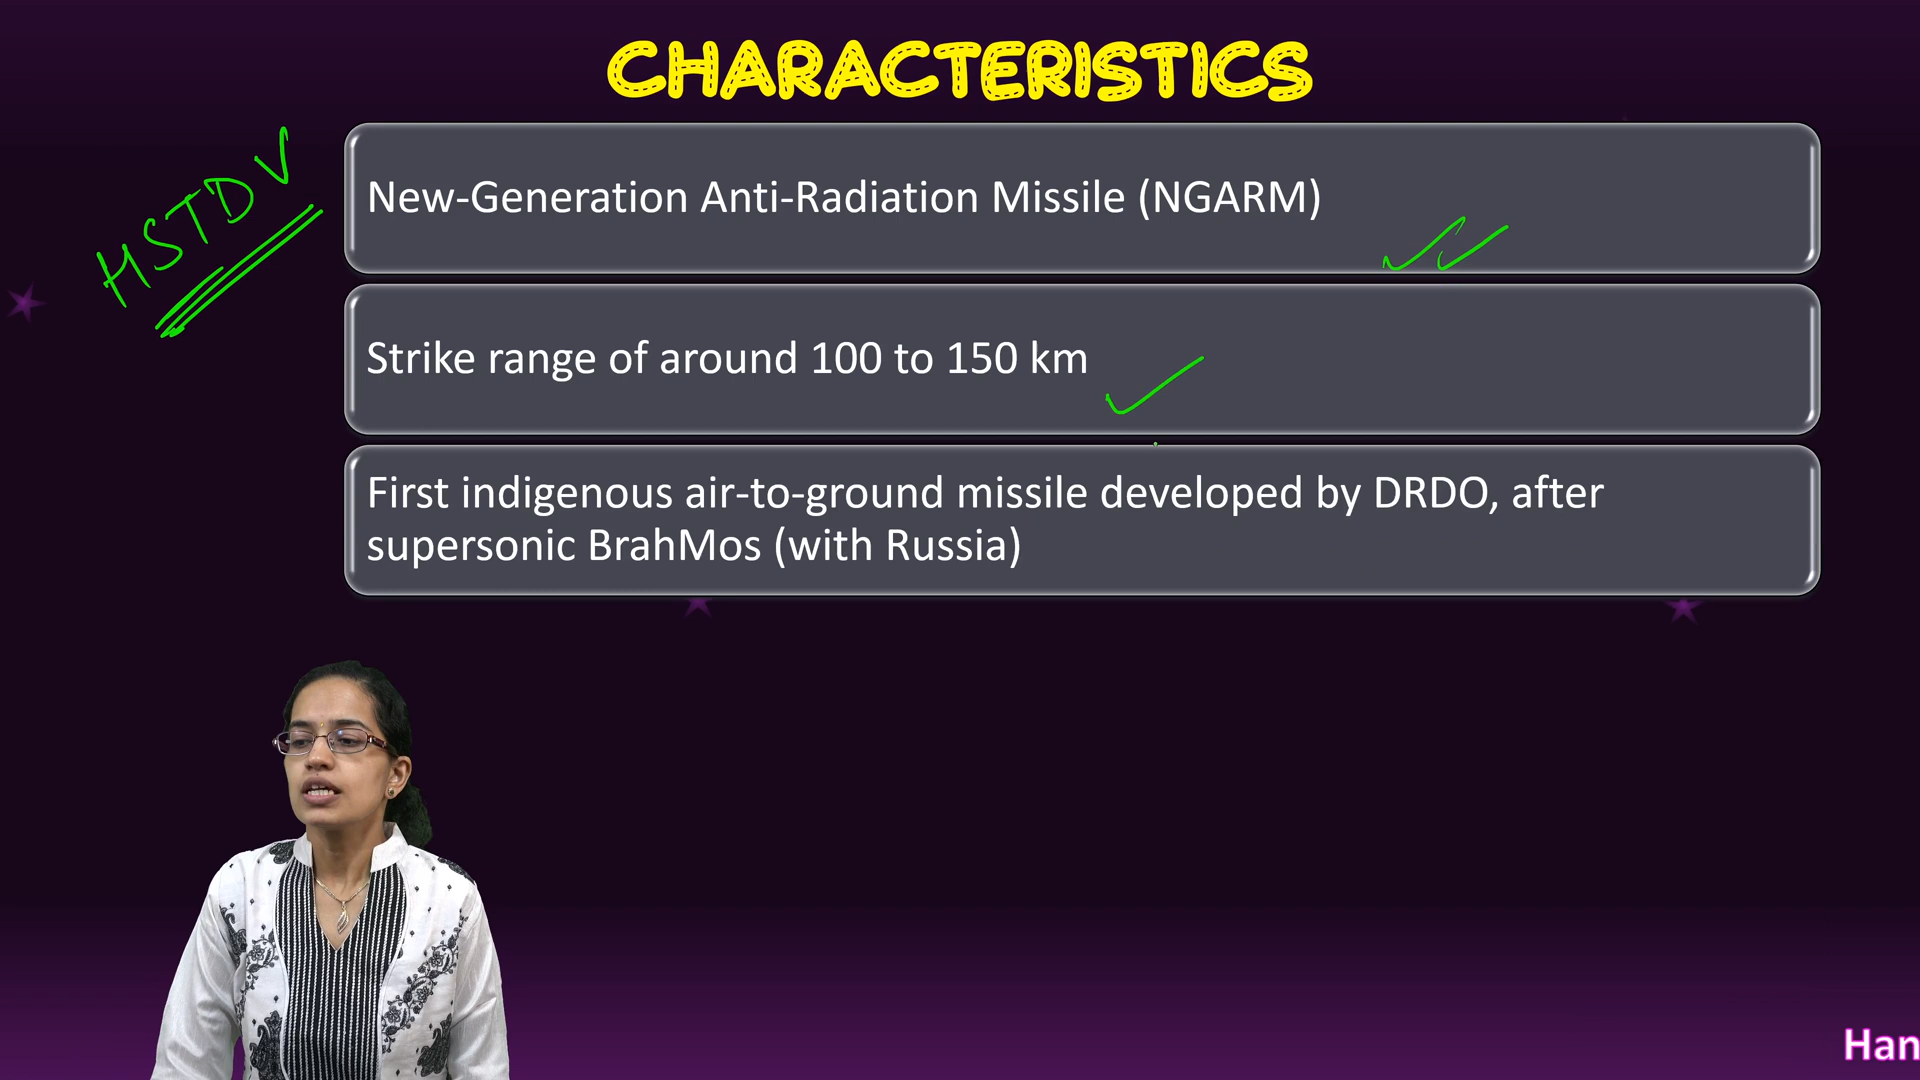 CHARACTERISTICS
HSTDV
New-Generation Anti-Radiation Missile (NGARM)
Strike range of around 100 to 150 km
First indigenous air-to-ground missile developed by DRDO, after
supersonic BrahMos (with Russia)
Han